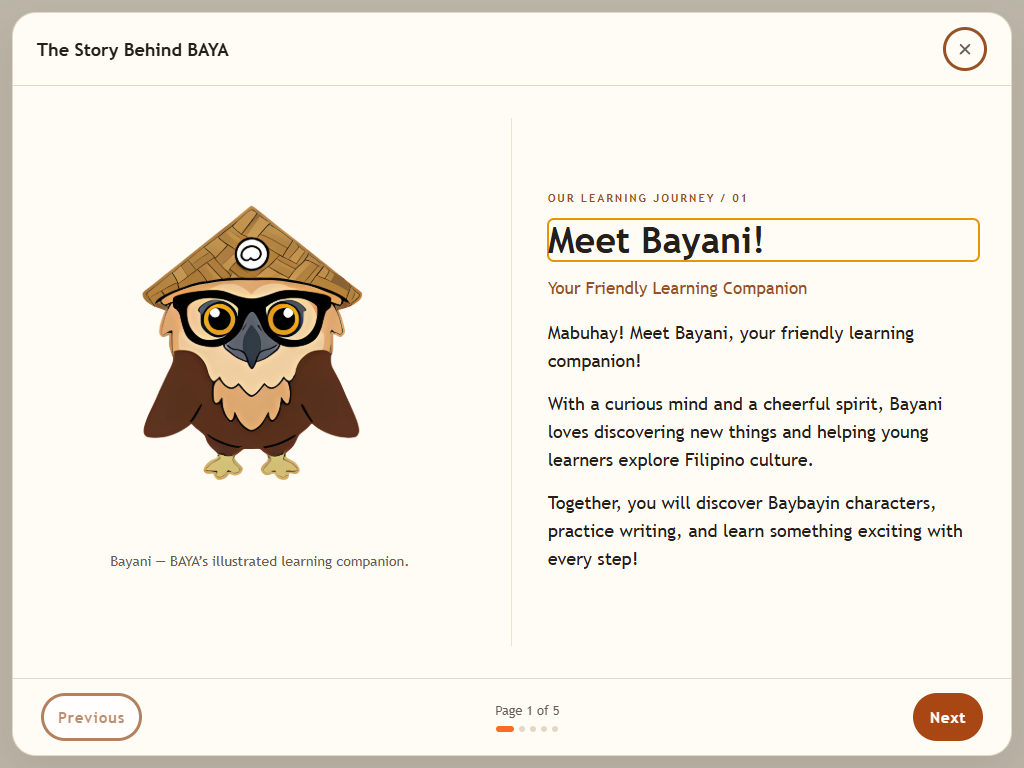 The Story Behind BAYA
OUR LEARNING JOURNEY / 01
Meet Bayani!
Your Friendly Learning Companion
Mabuhay! Meet Bayani, your friendly learning
companion!
With a curious mind and a cheerful spirit, Bayani
loves discovering new things and helping young
learners explore Filipino culture.
Together, you will discover Baybayin characters,
practice writing, and learn something exciting with
every step!
Bayani — BAYA’s illustrated learning companion.
Previous
Page 1 of 5
Next